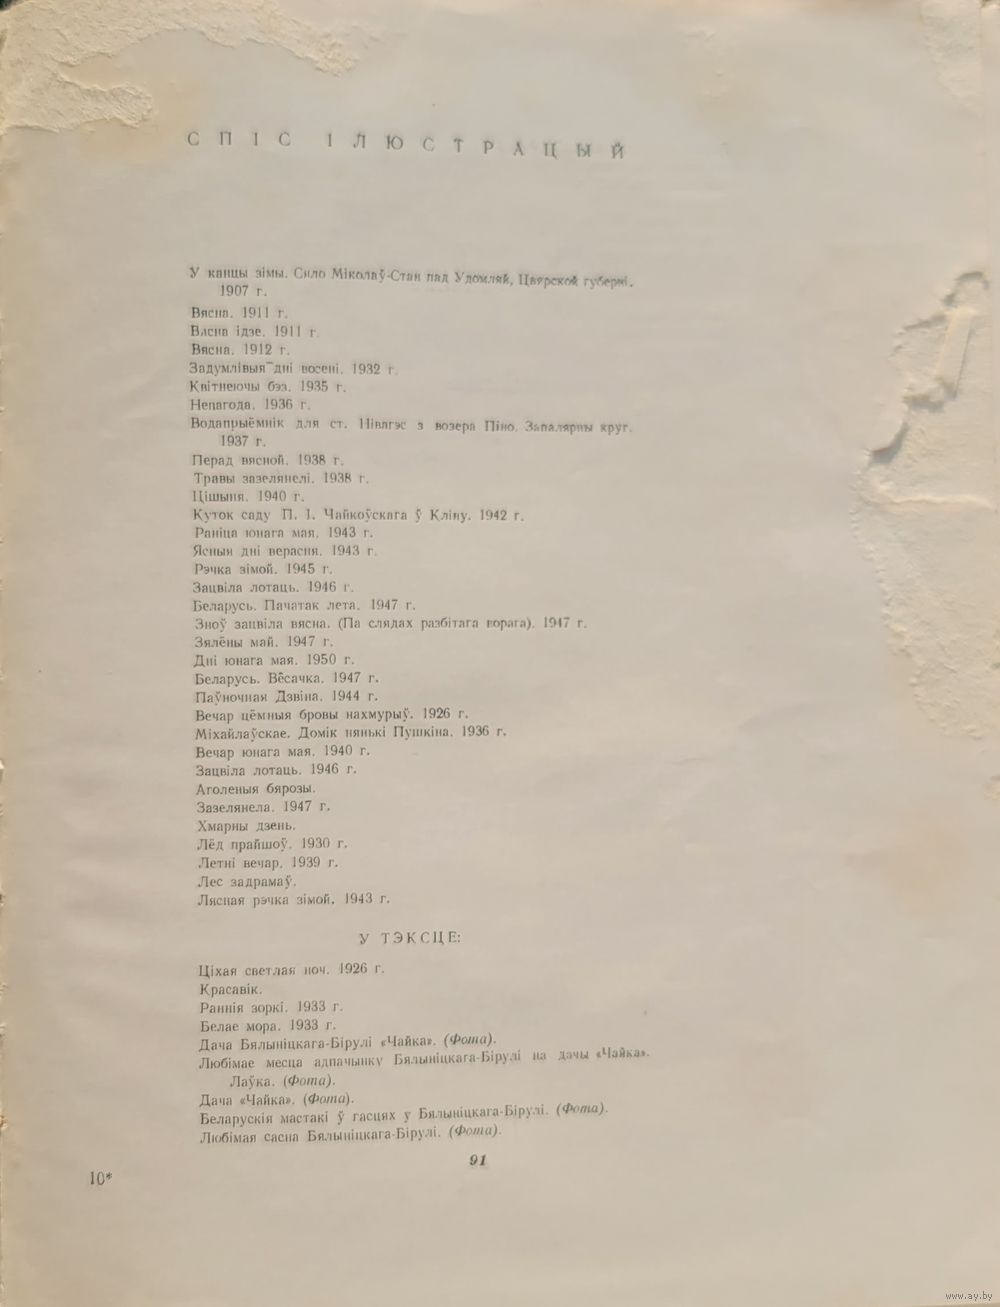 СПІС ІЛЮСТРАЦЫЙ
У канцы зімы. Сяло Міколаў-Стан пад Удомляй, Цвярской губерні.
1907 г.
Вясна. 1911 г.
Вясна ідзе. 1911 г.
Вясна. 1912 г.
Задумлівыя дні восені. 1932 г.
Квітнеючы бэз. 1935 г.
Непагода. 1936 г.
Водапрыёмнік для ст. Нівагэс з возера Піно. Запалярны круг.
1937 г.
Перад вясной. 1938 г.
Травы зазелянелі. 1938 г.
Цішыня. 1940 г.
Куток саду П. І. Чайкоўскага ў Кліну. 1942 г.
Раніца юнага мая. 1943 г.
Ясныя дні верасня. 1943 г.
Рэчка зімой. 1945 г.
Зацвіла лотаць. 1946 г.
Беларусь. Пачатак лета. 1947 г.
Зноў зацвіла вясна. (Па слядах разбітага ворага). 1947 г.
Зялёны май. 1947 г.
Дні юнага мая. 1950 г.
Беларусь. Вёсачка. 1947 г.
Паўночная Дзвіна. 1944 г.
Вечар цёмныя бровы нахмурыў. 1926 г.
Міхайлаўскае. Домік нянькі Пушкіна. 1936 г.
Вечар юнага мая. 1940 г.
Зацвіла лотаць. 1946 г.
Аголеныя бярозы.
Зазелянела. 1947 г.
Хмарны дзень.
Лёд прайшоў. 1930 г.
Летні вечар. 1939 г.
Лес задрамаў.
Лясная рэчка зімой. 1943 г.
У ТЭКСЦЕ:
Ціхая светлая ноч. 1926 г.
Красавік.
Раннія зоркі. 1933 г.
Белае мора. 1933 г.
Дача Бялыніцкага-Бірулі «Чайка». (Фота).
Любімае месца адпачынку Бялыніцкага-Бірулі на дачы «Чайка».
Лаўка. (Фота).
Дача «Чайка». (Фота).
Беларускія мастакі ў гасцях у Бялыніцкага-Бірулі. (Фота).
Любімая сасна Бялыніцкага-Бірулі. (Фота).
91
10*
www.ay.by